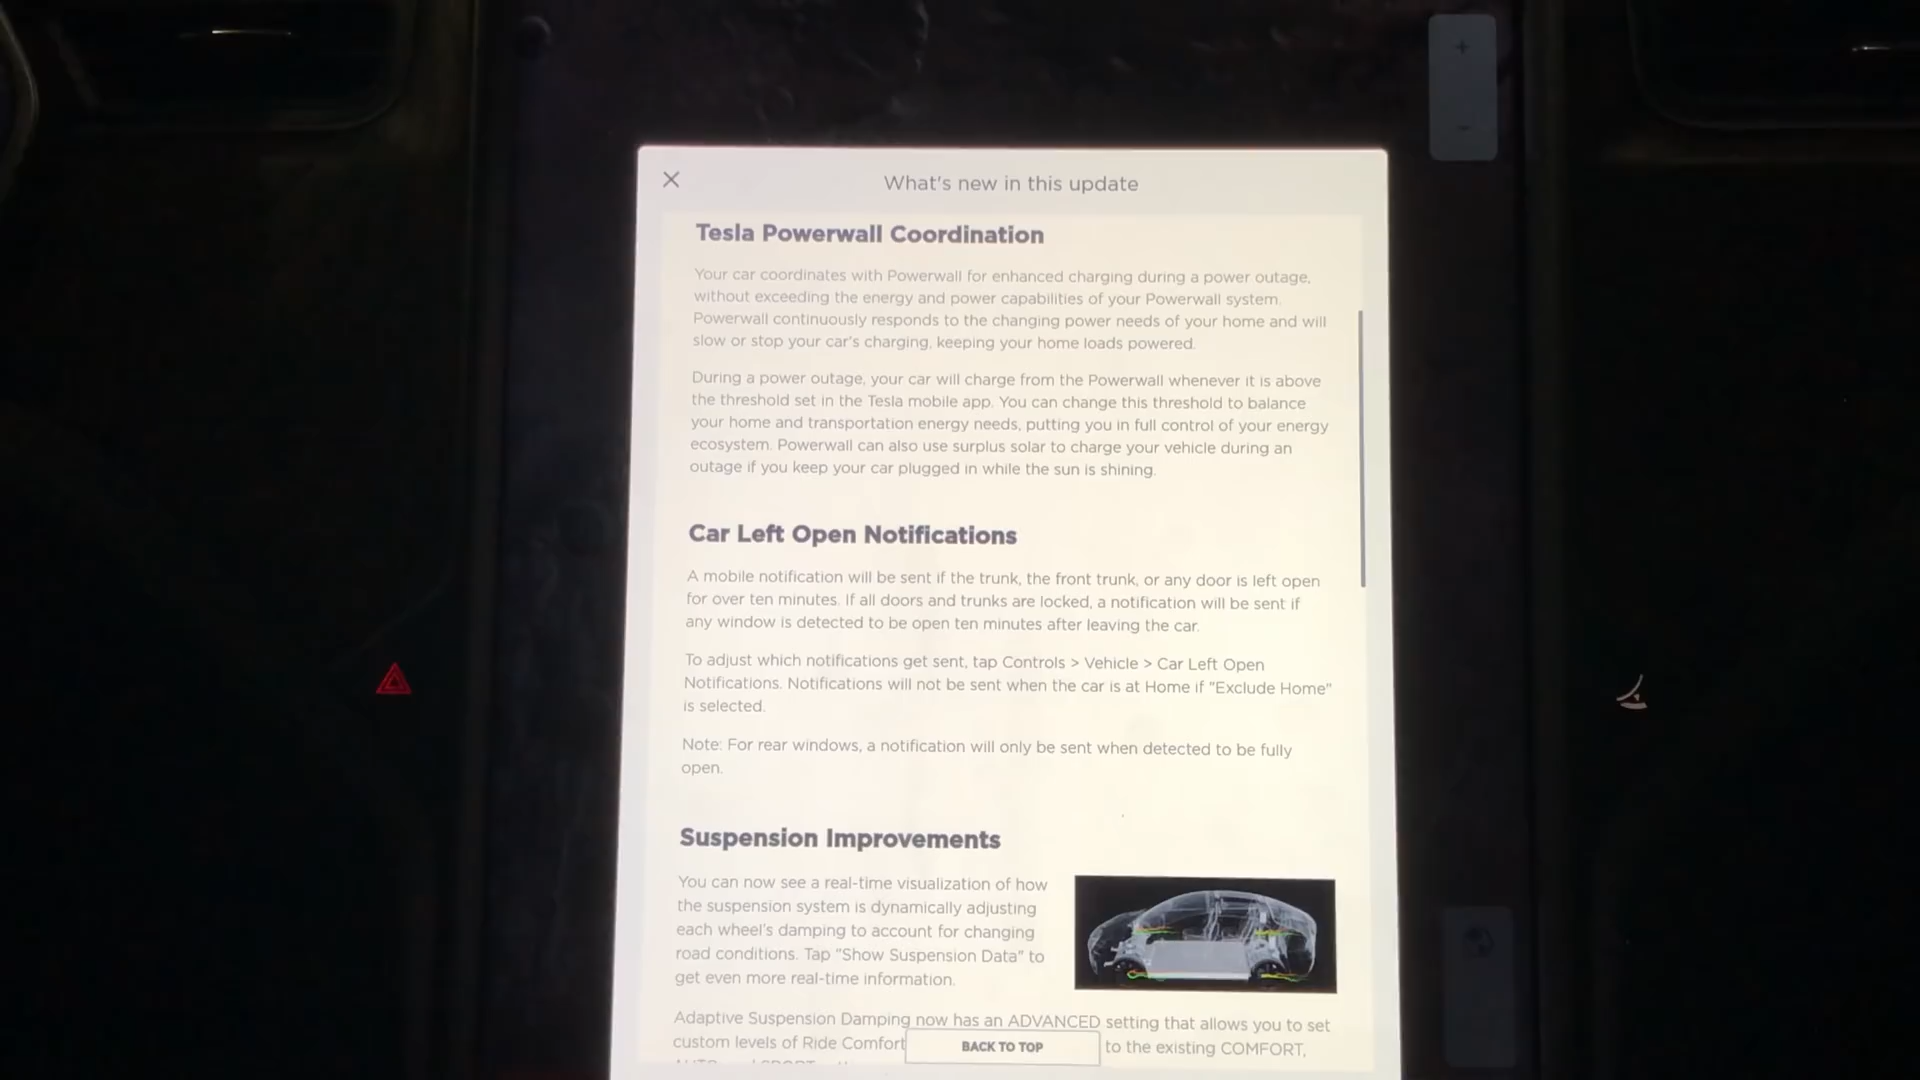 What's new in this update
Tesla Powerwall Coordination
Your car coordinates with Powerwall for enhanced charging during a power outage,
without exceeding the energy and power capabilities of your Powerwall system.
Powerwall continuously responds to the changing power needs of your home and will
slow or stop your car's charging, keeping your home loads powered.
During a power outage, your car will charge from the Powerwall whenever it is above
the threshold set in the Tesla mobile app. You can change this threshold to balance
your home and transportation energy needs, putting you in full control of your energy
ecosystem. Powerwall can also use surplus solar to charge your vehicle during an
outage if you keep your car plugged in while the sun is shining.
Car Left Open Notifications
A mobile notification will be sent if the trunk, the front trunk, or any door is left open
for over ten minutes. If all doors and trunks are locked, a notification will be sent if
any window is detected to be open ten minutes after leaving the car.
To adjust which notifications get sent, tap Controls > Vehicle > Car Left Open
Notifications. Notifications will not be sent when the car is at Home if "Exclude Home"
is selected.
Note: For rear windows, a notification will only be sent when detected to be fully
open.
Suspension Improvements
You can now see a real-time visualization of how
the suspension system is dynamically adjusting
each wheel's damping to account for changing
road conditions. Tap "Show Suspension Data" to
get even more real-time information.
Adaptive Suspension Damping now has an ADVANCED setting that allows you to set
custom levels of Ride Comfort to the existing COMFORT,
BACK TO TOP